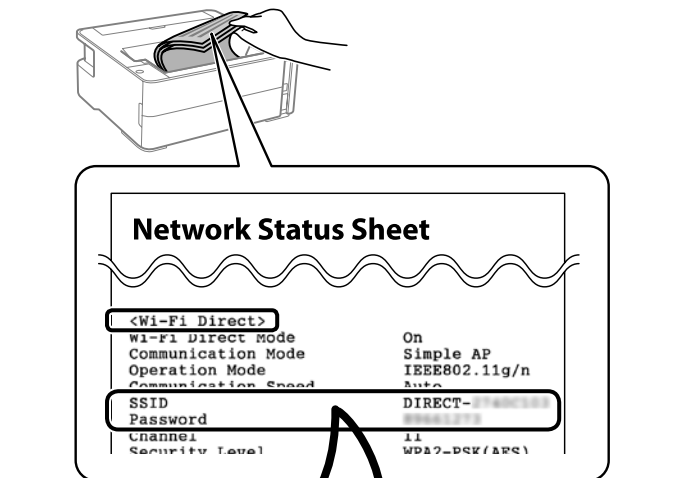 Network Status Sheet
<Wi-Fi Direct>
Wi-Fi Direct Mode On
Communication Mode Simple AP
Operation Mode IEEE802.11g/n
Communication Speed Auto
SSID DIRECT-
Password
Channel 11
Security Level WPA2-PSK(AES)